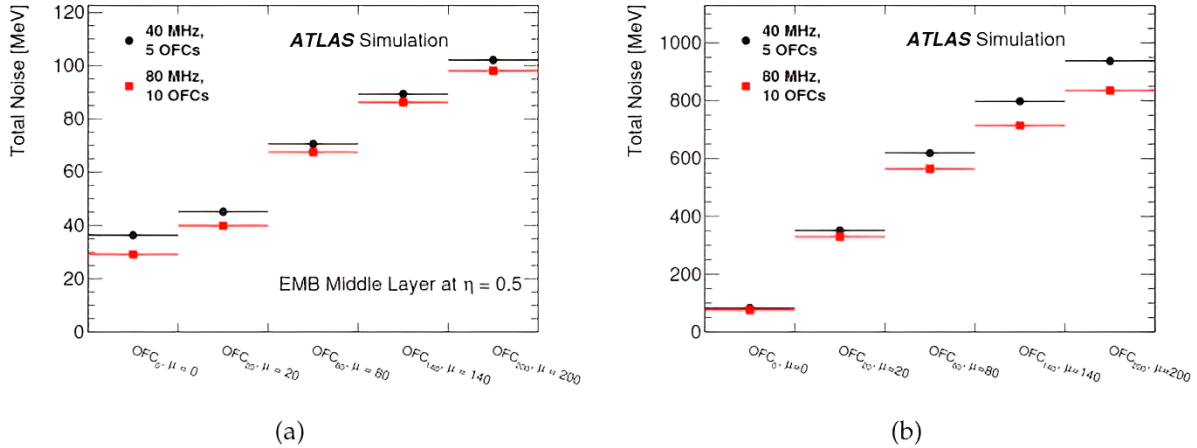 Total Noise [MeV]
120
100
80
60
40
20
0
40 MHz,
5 OFCs
80 MHz,
10 OFCs
ATLAS Simulation
EMB Middle Layer at η = 0.5
OFC₀, μ = 0
OFC₂₀, μ = 20
OFC₈₀, μ = 80
OFC₁₄₀, μ = 140
OFC₂₀₀, μ = 200
(a)
Total Noise [MeV]
1000
800
600
400
200
0
40 MHz,
5 OFCs
80 MHz,
10 OFCs
ATLAS Simulation
OFC₀, μ=0
OFC₂₀, μ=20
OFC₈₀, μ=80
OFC₁₄₀, μ=140
OFC₂₀₀, μ=200
(b)